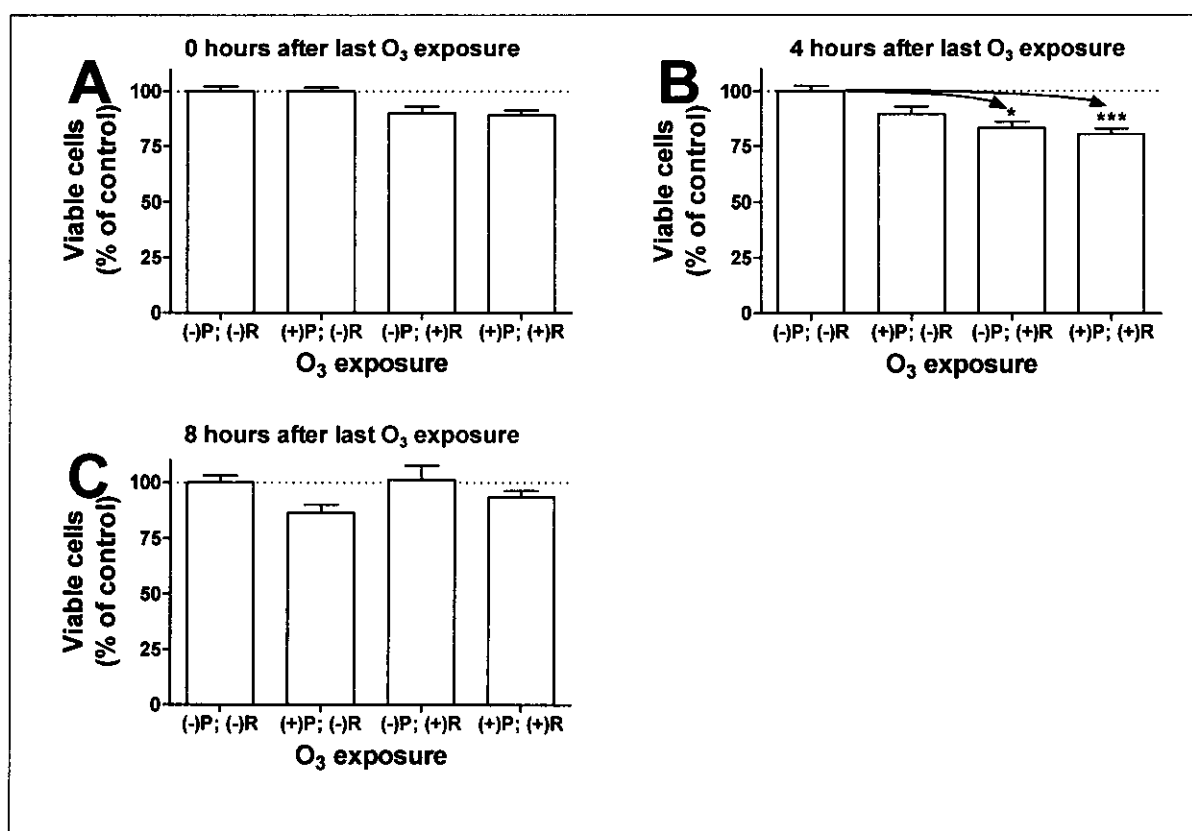 A
0 hours after last O₃ exposure
Viable cells
(% of control)
100
75
50
25
0
(-)P; (-)R
(+)P; (-)R
(-)P; (+)R
(+)P; (+)R
O₃ exposure
B
4 hours after last O₃ exposure
Viable cells
(% of control)
100
75
50
25
0
*
***
(-)P; (-)R
(+)P; (-)R
(-)P; (+)R
(+)P; (+)R
O₃ exposure
C
8 hours after last O₃ exposure
Viable cells
(% of control)
100
75
50
25
0
(-)P; (-)R
(+)P; (-)R
(-)P; (+)R
(+)P; (+)R
O₃ exposure